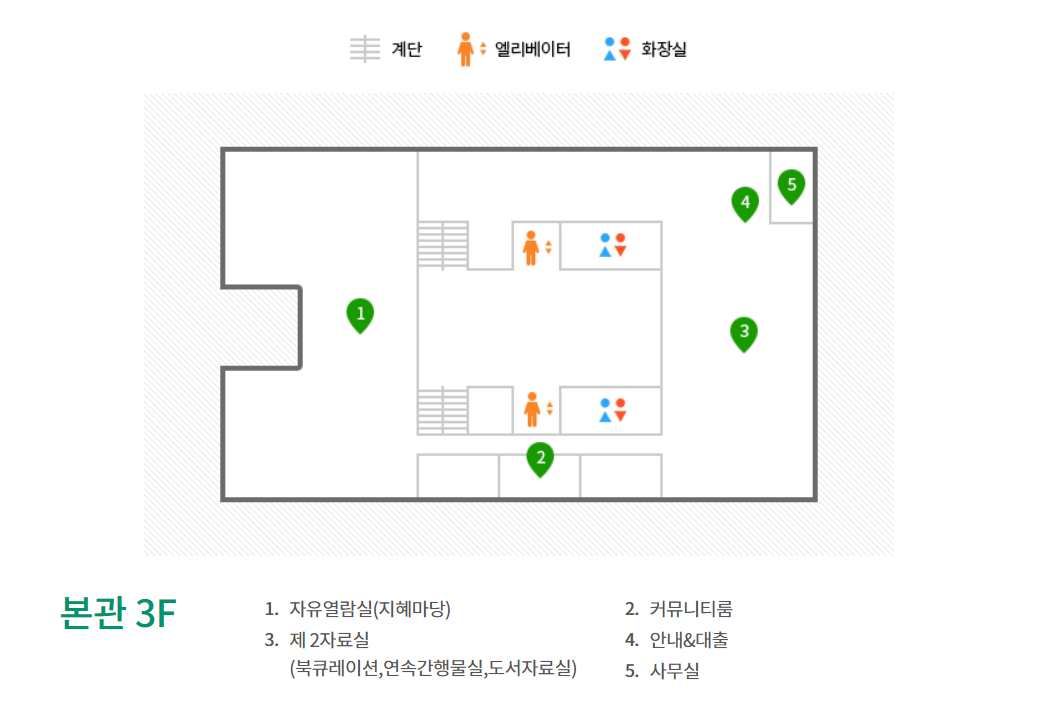 계단 엘리베이터 화장실
5
4
1
3
2
본관 3F
1. 자유열람실(지혜마당)
2. 커뮤니티룸
3. 제 2자료실
(북큐레이션,연속간행물실,도서자료실)
4. 안내&대출
5. 사무실